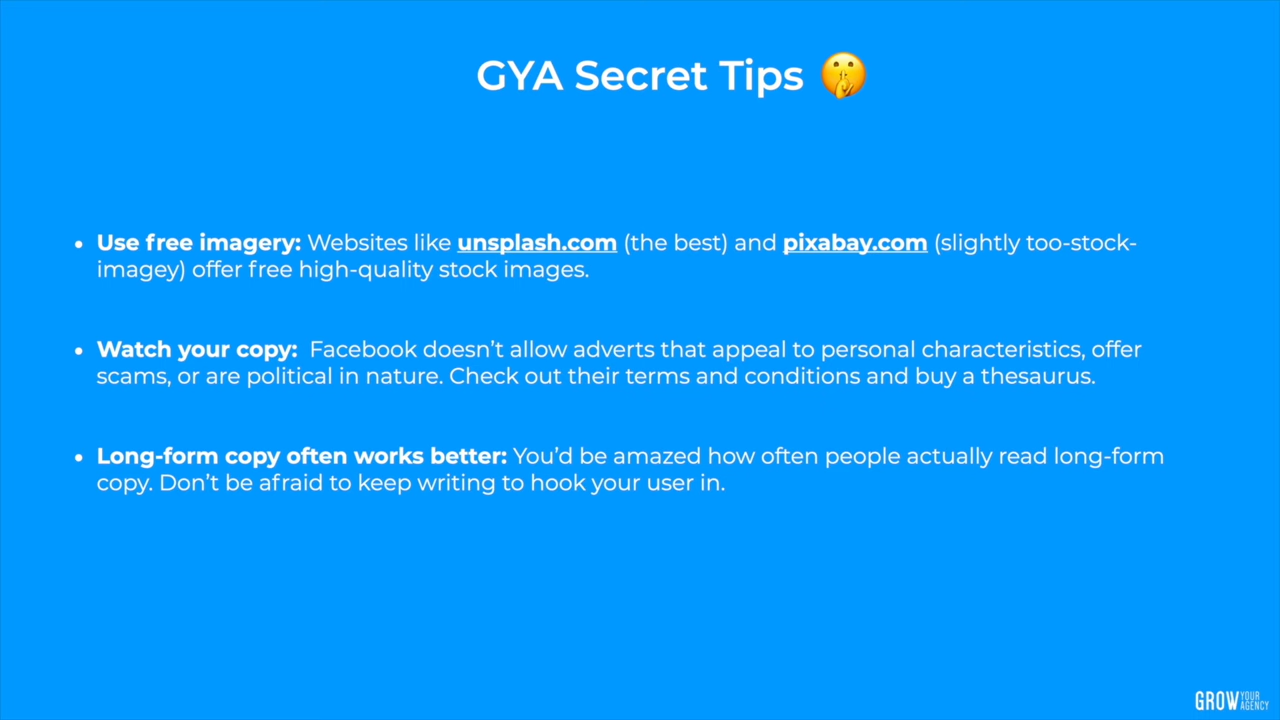 GYA Secret Tips 🤫
• Use free imagery: Websites like unsplash.com (the best) and pixabay.com (slightly too-stock-
imagey) offer free high-quality stock images.
• Watch your copy:  Facebook doesn’t allow adverts that appeal to personal characteristics, offer
scams, or are political in nature. Check out their terms and conditions and buy a thesaurus.
• Long-form copy often works better: You’d be amazed how often people actually read long-form
copy. Don’t be afraid to keep writing to hook your user in.
GROW YOUR
AGENCY